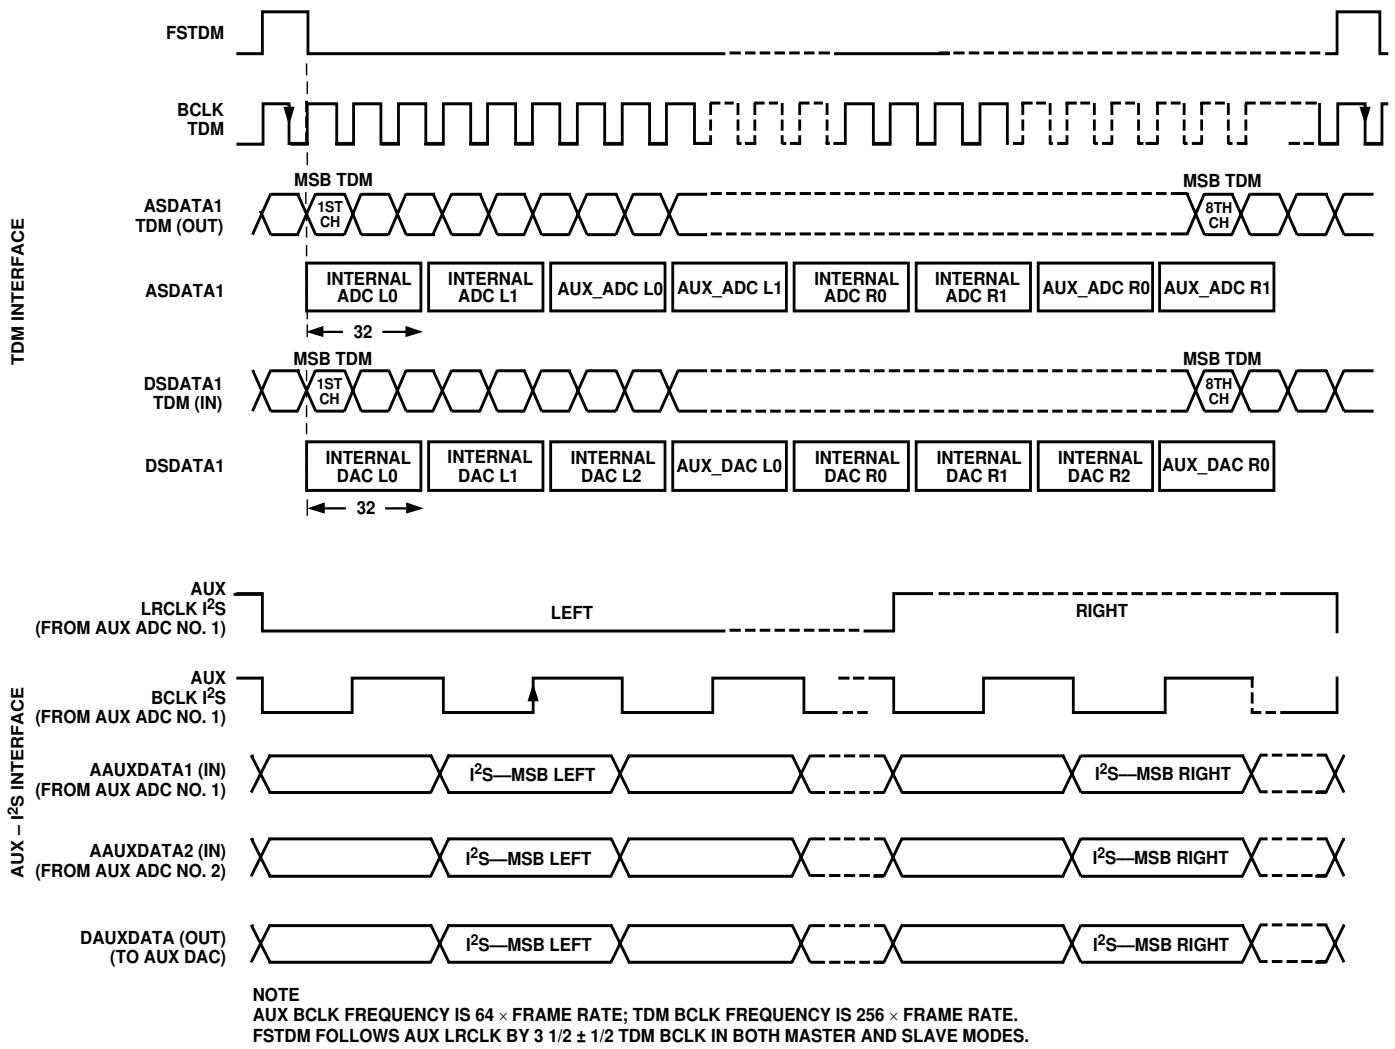 FSTDM
BCLK
TDM
MSB TDM
MSB TDM
ASDATA1
TDM (OUT)
1ST
CH
8TH
CH
ASDATA1
INTERNAL
ADC L0
INTERNAL
ADC L1
AUX_ADC L0
AUX_ADC L1
INTERNAL
ADC R0
INTERNAL
ADC R1
AUX_ADC R0
AUX_ADC R1
32
TDM INTERFACE
MSB TDM
MSB TDM
DSDATA1
TDM (IN)
1ST
CH
8TH
CH
DSDATA1
INTERNAL
DAC L0
INTERNAL
DAC L1
INTERNAL
DAC L2
AUX_DAC L0
INTERNAL
DAC R0
INTERNAL
DAC R1
INTERNAL
DAC R2
AUX_DAC R0
32
AUX
LRCLK I²S
(FROM AUX ADC NO. 1)
LEFT
RIGHT
AUX
BCLK I²S
(FROM AUX ADC NO. 1)
AUX – I²S INTERFACE
AAUXDATA1 (IN)
(FROM AUX ADC NO. 1)
I²S—MSB LEFT
I²S—MSB RIGHT
AAUXDATA2 (IN)
(FROM AUX ADC NO. 2)
I²S—MSB LEFT
I²S—MSB RIGHT
DAUXDATA (OUT)
(TO AUX DAC)
I²S—MSB LEFT
I²S—MSB RIGHT
NOTE
AUX BCLK FREQUENCY IS 64 × FRAME RATE; TDM BCLK FREQUENCY IS 256 × FRAME RATE.
FSTDM FOLLOWS AUX LRCLK BY 3 1/2 ± 1/2 TDM BCLK IN BOTH MASTER AND SLAVE MODES.